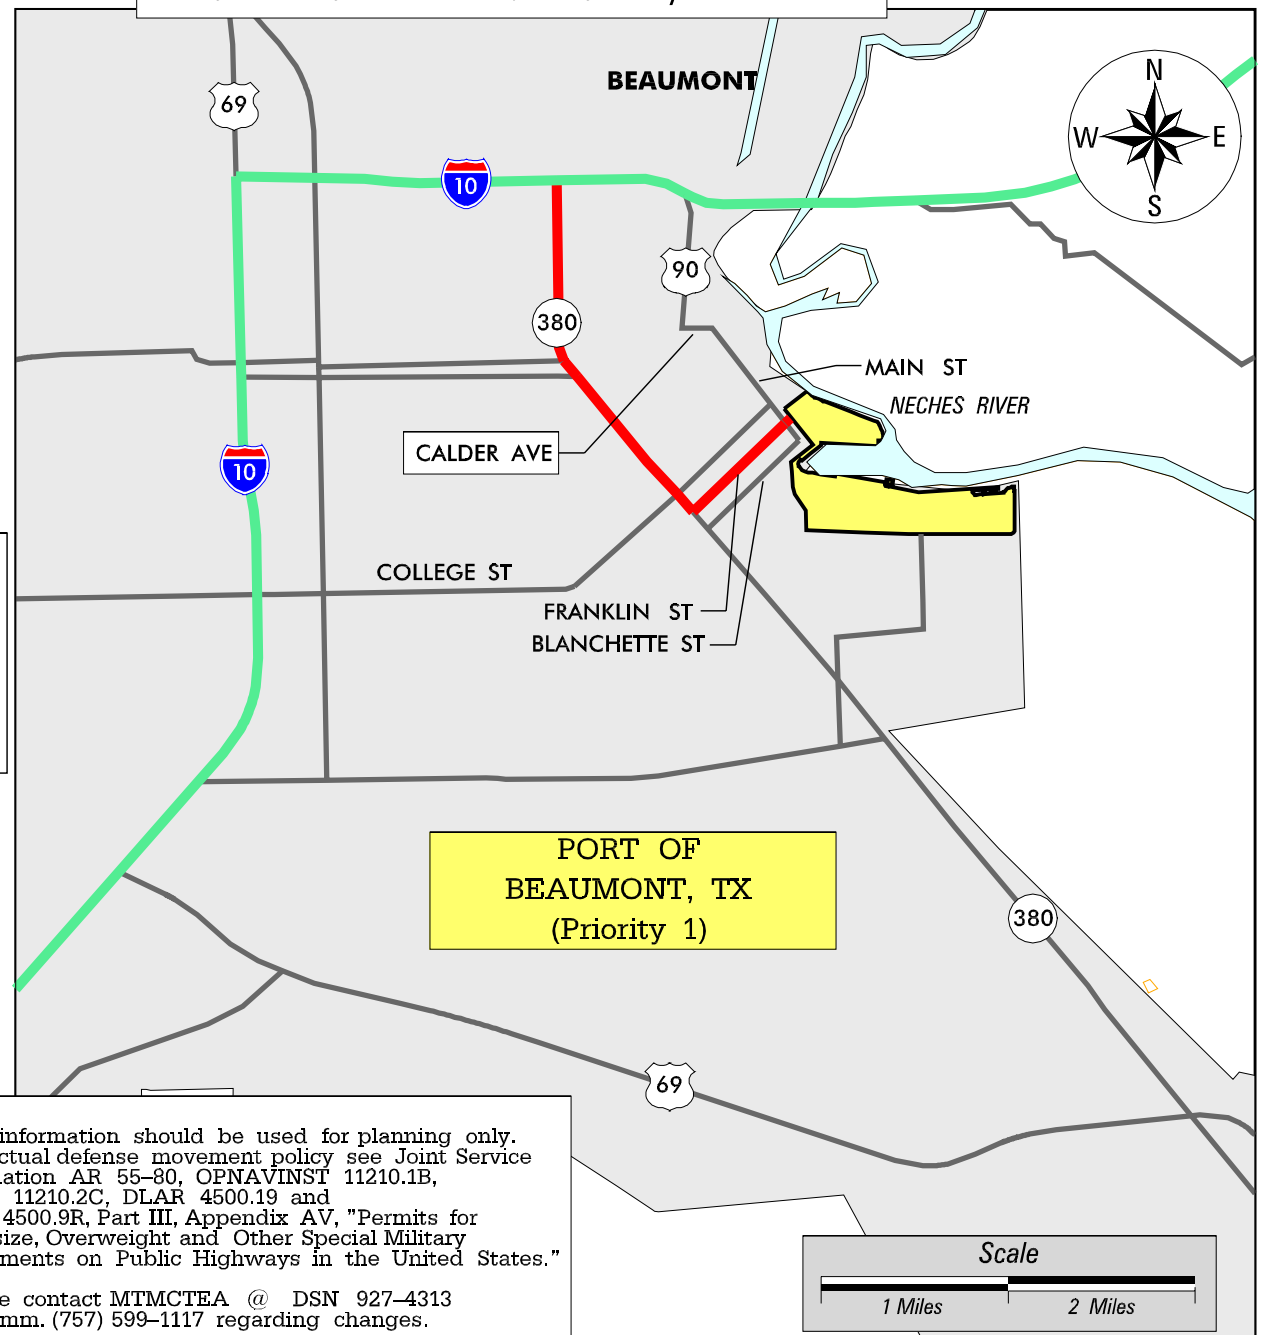 BEAUMONT
N
W E
S
69
10
90
380
MAIN ST
NECHES RIVER
CALDER AVE
10
COLLEGE ST
FRANKLIN ST
BLANCHETTE ST
PORT OF
BEAUMONT, TX
(Priority 1)
380
69
information should be used for planning only.
ctual defense movement policy see Joint Service
lation AR 55–80, OPNAVINST 11210.1B,
11210.2C, DLAR 4500.19 and
4500.9R, Part III, Appendix AV, "Permits for
size, Overweight and Other Special Military
ments on Public Highways in the United States."
e contact MTMCTEA @ DSN 927–4313
mm. (757) 599–1117 regarding changes.
Scale
1 Miles 2 Miles